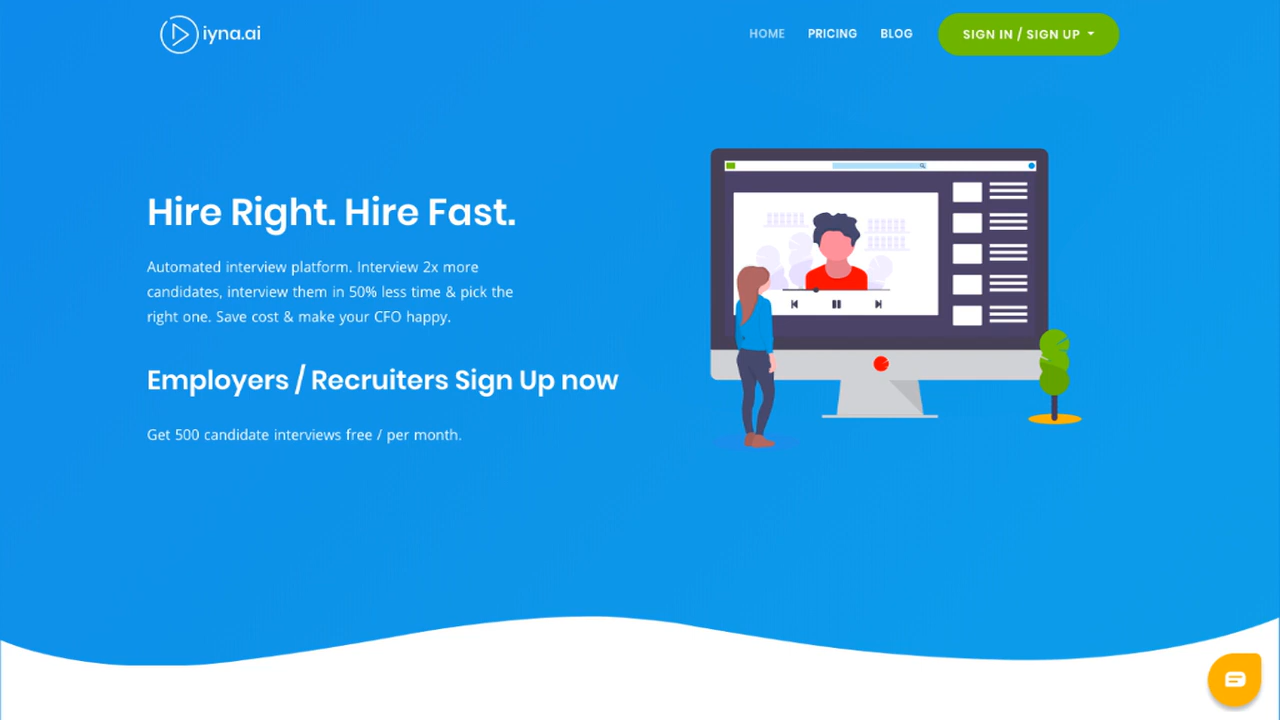 iyna.ai
HOME
PRICING
BLOG
SIGN IN / SIGN UP
Hire Right. Hire Fast.
Automated interview platform. Interview 2x more
candidates, interview them in 50% less time & pick the
right one. Save cost & make your CFO happy.
Employers / Recruiters Sign Up now
Get 500 candidate interviews free / per month.